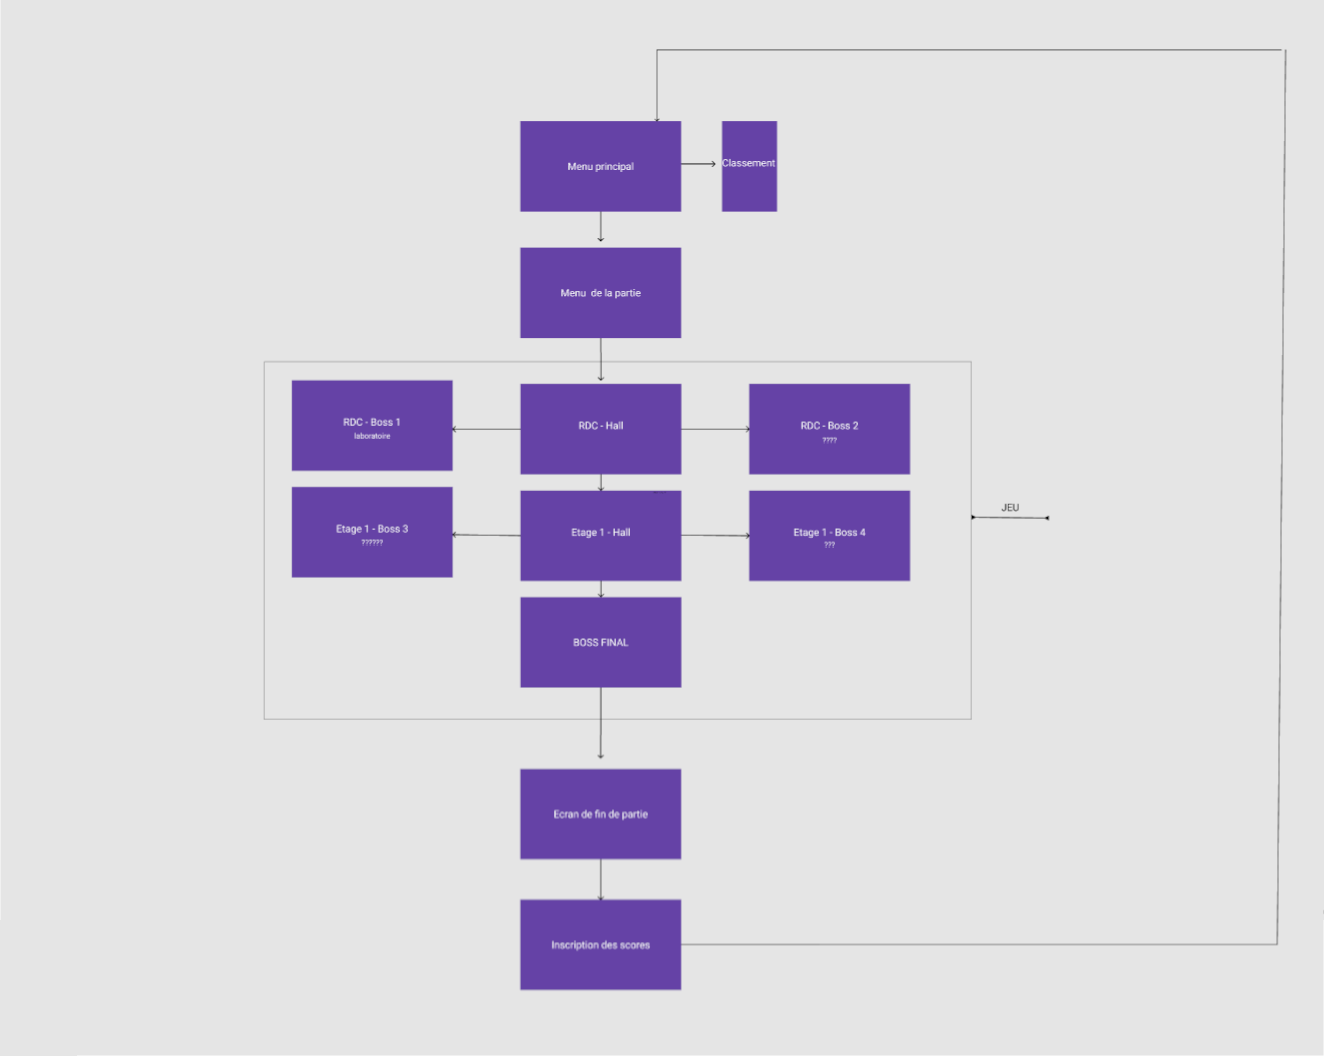 Menu principal
Classement
Menu de la partie
RDC - Boss 1
laboratoire
RDC - Hall
RDC - Boss 2
????
Etage 1 - Boss 3
??????
Etage 1 - Hall
Etage 1 - Boss 4
???
JEU
BOSS FINAL
Ecran de fin de partie
Inscription des scores